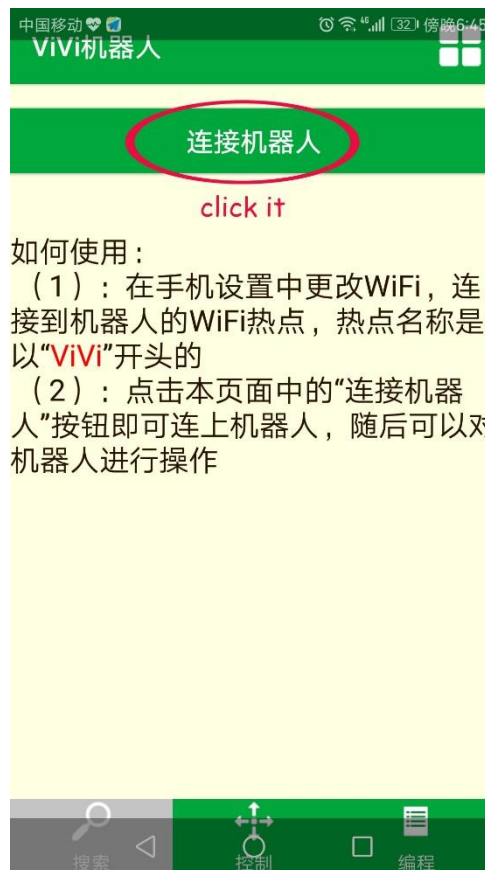 中国移动 46 32 傍晚6:45
ViVi机器人
连接机器人
click it
如何使用：
（1）：在手机设置中更改WiFi，连
接到机器人的WiFi热点，热点名称是
以“ViVi”开头的
（2）：点击本页面中的“连接机器
人”按钮即可连上机器人，随后可以对
机器人进行操作
搜索 控制 编程